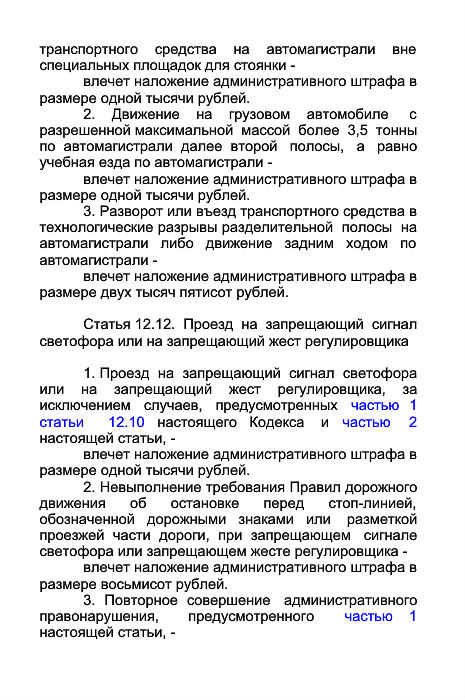 транспортного средства на автомагистрали вне
специальных площадок для стоянки -
влечет наложение административного штрафа в
размере одной тысячи рублей.
2. Движение на грузовом автомобиле с
разрешенной максимальной массой более 3,5 тонны
по автомагистрали далее второй полосы, а равно
учебная езда по автомагистрали -
влечет наложение административного штрафа в
размере одной тысячи рублей.
3. Разворот или въезд транспортного средства в
технологические разрывы разделительной полосы на
автомагистрали либо движение задним ходом по
автомагистрали -
влечет наложение административного штрафа в
размере двух тысяч пятисот рублей.
Статья 12.12. Проезд на запрещающий сигнал
светофора или на запрещающий жест регулировщика
1. Проезд на запрещающий сигнал светофора
или на запрещающий жест регулировщика, за
исключением случаев, предусмотренных частью 1
статьи 12.10 настоящего Кодекса и частью 2
настоящей статьи, -
влечет наложение административного штрафа в
размере одной тысячи рублей.
2. Невыполнение требования Правил дорожного
движения об остановке перед стоп-линией,
обозначенной дорожными знаками или разметкой
проезжей части дороги, при запрещающем сигнале
светофора или запрещающем жесте регулировщика -
влечет наложение административного штрафа в
размере восьмисот рублей.
3. Повторное совершение административного
правонарушения, предусмотренного частью 1
настоящей статьи, -